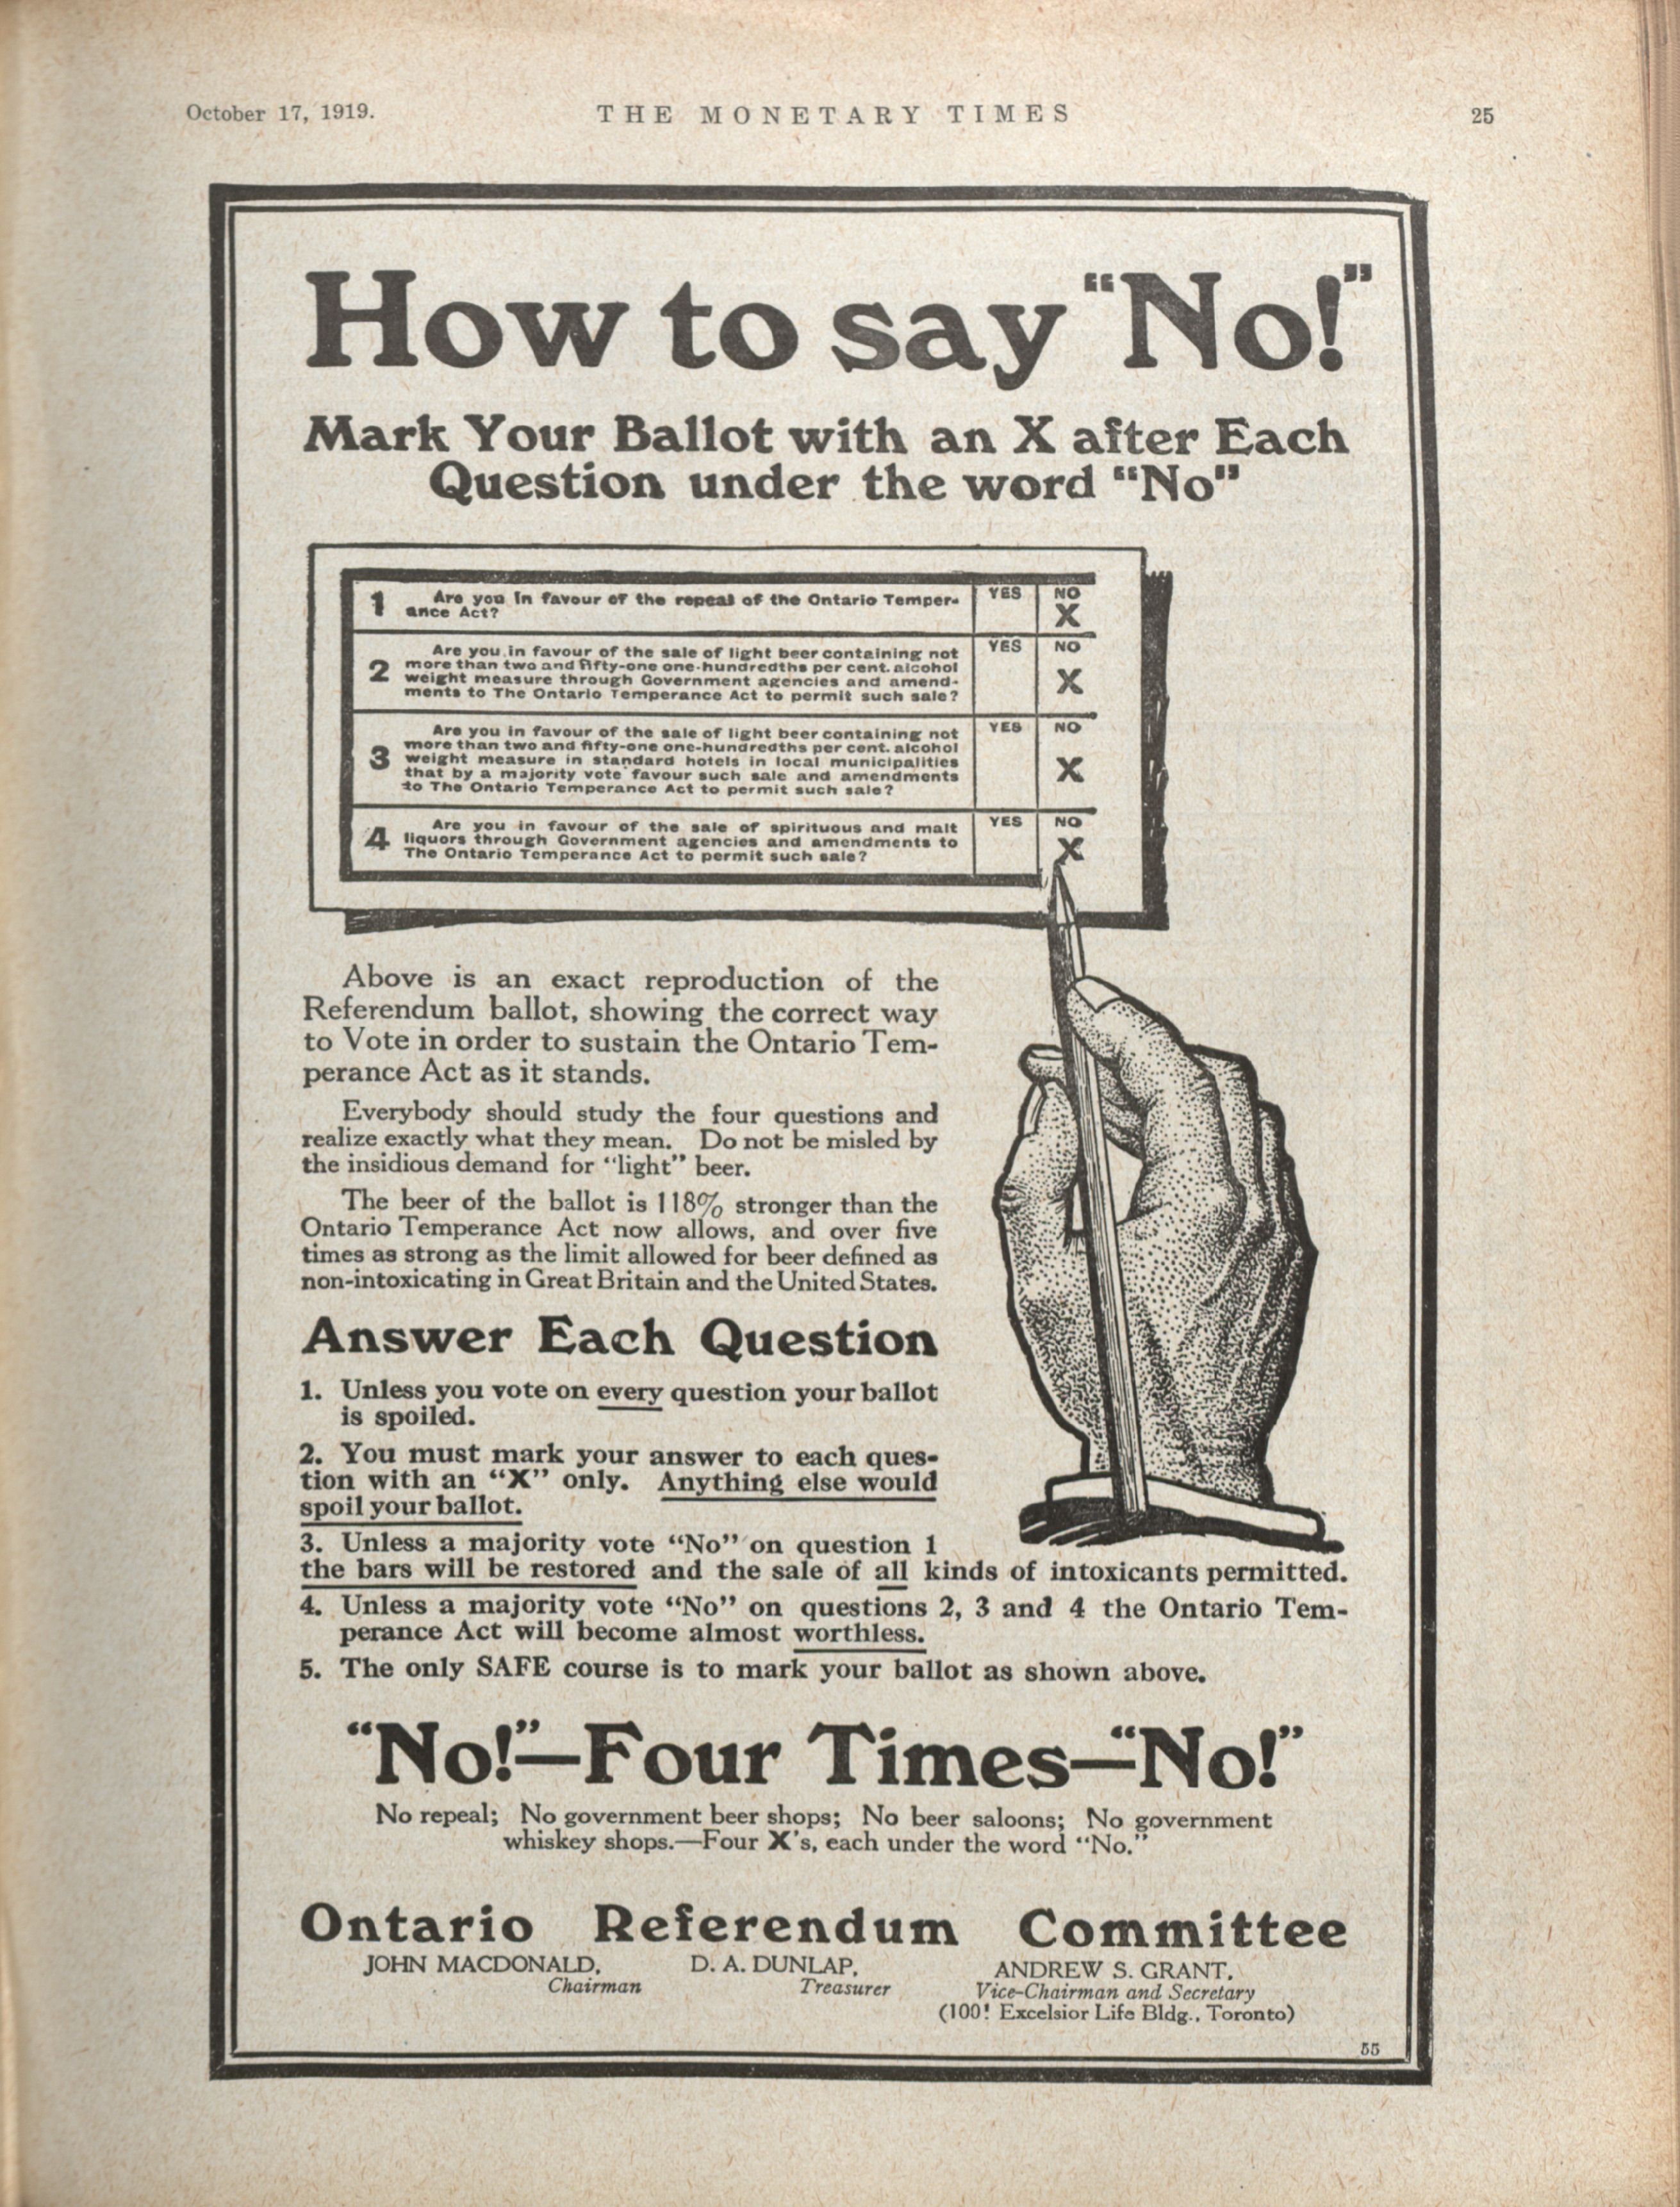 October 17, 1919.
THE MONETARY TIMES
25
How to say "No!"
Mark Your Ballot with an X after Each
Question under the word "No"
1 Are you in favour of the repeal of the Ontario Temper- YES NO
ance Act? X
Are you in favour of the sale of light beer containing not YES NO
2 more than two and fifty-one one-hundredths per cent. alcohol
weight measure through Government agencies and amend- X
ments to The Ontario Temperance Act to permit such sale?
Are you in favour of the sale of light beer containing not YES NO
more than two and fifty-one one-hundredths per cent. alcohol
3 weight measure in standard hotels in local municipalities X
that by a majority vote favour such sale and amendments
to The Ontario Temperance Act to permit such sale?
Are you in favour of the sale of spirituous and malt YES NO
4 liquors through Government agencies and amendments to
The Ontario Temperance Act to permit such sale? X
Above is an exact reproduction of the
Referendum ballot, showing the correct way
to Vote in order to sustain the Ontario Tem-
perance Act as it stands.
Everybody should study the four questions and
realize exactly what they mean. Do not be misled by
the insidious demand for "light" beer.
The beer of the ballot is 118% stronger than the
Ontario Temperance Act now allows, and over five
times as strong as the limit allowed for beer defined as
non-intoxicating in Great Britain and the United States.
Answer Each Question
1. Unless you vote on every question your ballot
is spoiled.
2. You must mark your answer to each ques-
tion with an "X" only. Anything else would
spoil your ballot.
3. Unless a majority vote "No" on question 1
the bars will be restored and the sale of all kinds of intoxicants permitted.
4. Unless a majority vote "No" on questions 2, 3 and 4 the Ontario Tem-
perance Act will become almost worthless.
5. The only SAFE course is to mark your ballot as shown above.
"No!"—Four Times—"No!"
No repeal; No government beer shops; No beer saloons; No government
whiskey shops.—Four X's, each under the word "No."
Ontario Referendum Committee
JOHN MACDONALD,
Chairman
D. A. DUNLAP,
Treasurer
ANDREW S. GRANT,
Vice-Chairman and Secretary
(1001 Excelsior Life Bldg., Toronto)
55